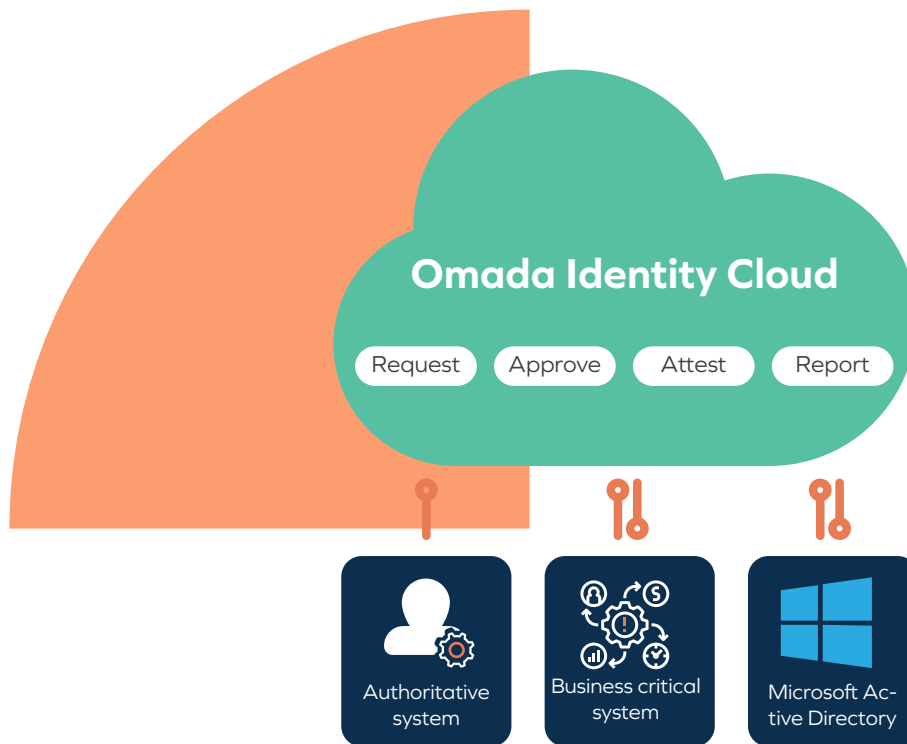 Omada Identity Cloud
Request
Approve
Attest
Report
Authoritative
system
Business critical
system
Microsoft Ac-
tive Directory